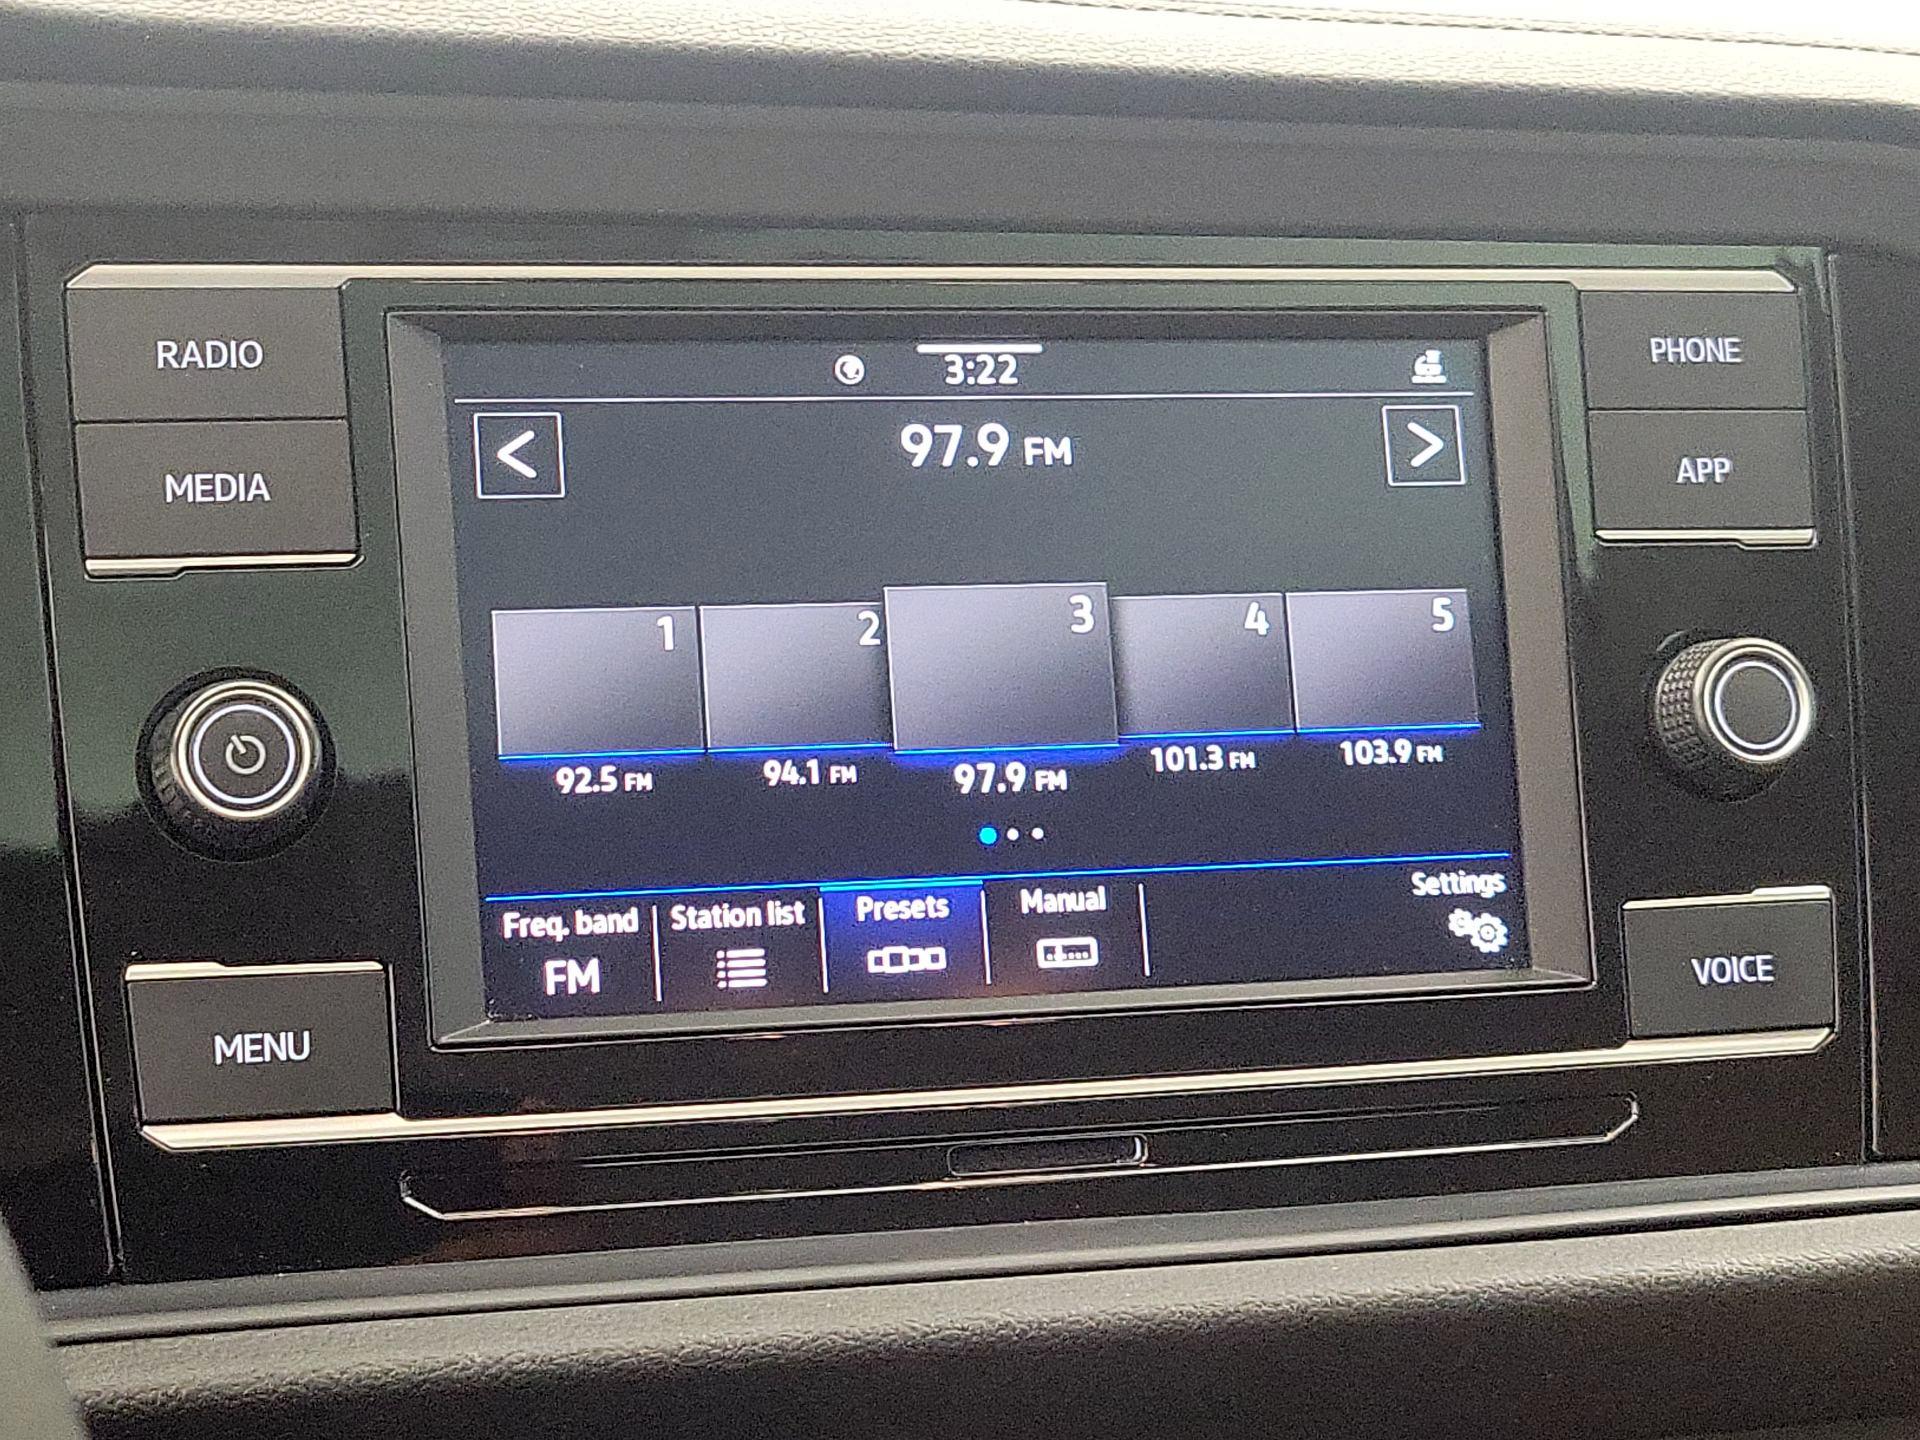 RADIO
MEDIA
MENU
3:22
97.9 FM
1
2
3
4
5
92.5 FM
94.1 FM
97.9 FM
101.3 FM
103.9 FM
Freq. band
FM
Station list
Presets
Manual
Settings
PHONE
APP
VOICE